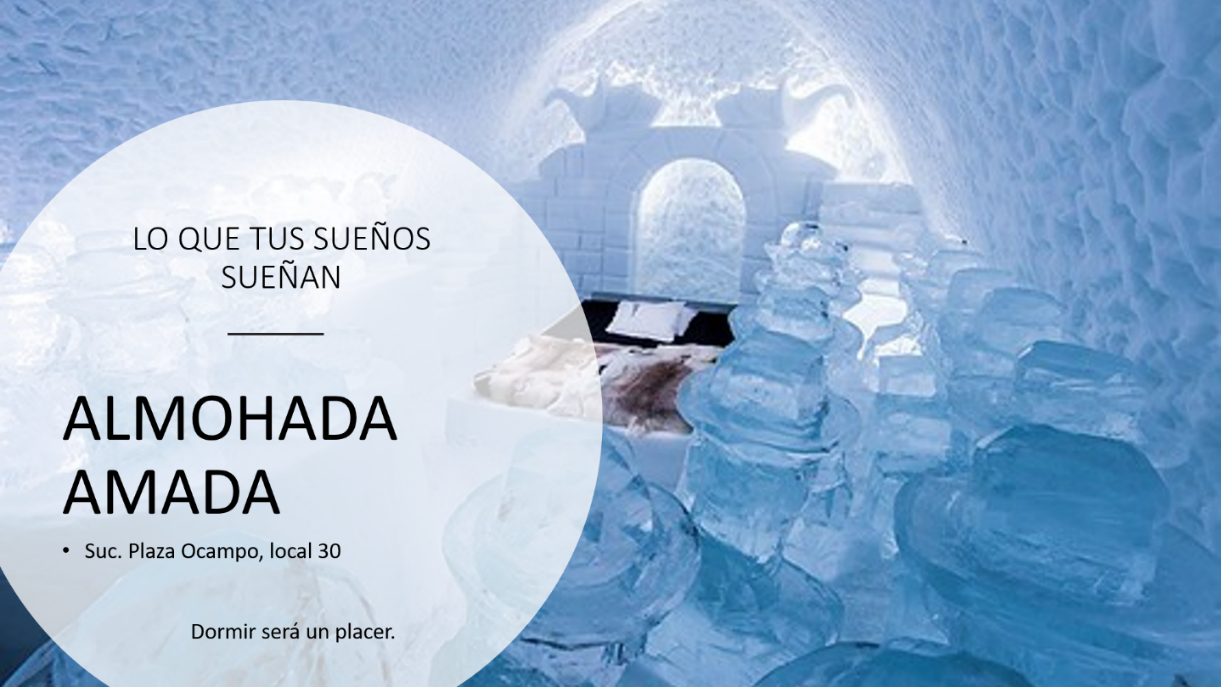 LO QUE TUS SUEÑOS
SUEÑAN
ALMOHADA
AMADA
• Suc. Plaza Ocampo, local 30
Dormir será un placer.